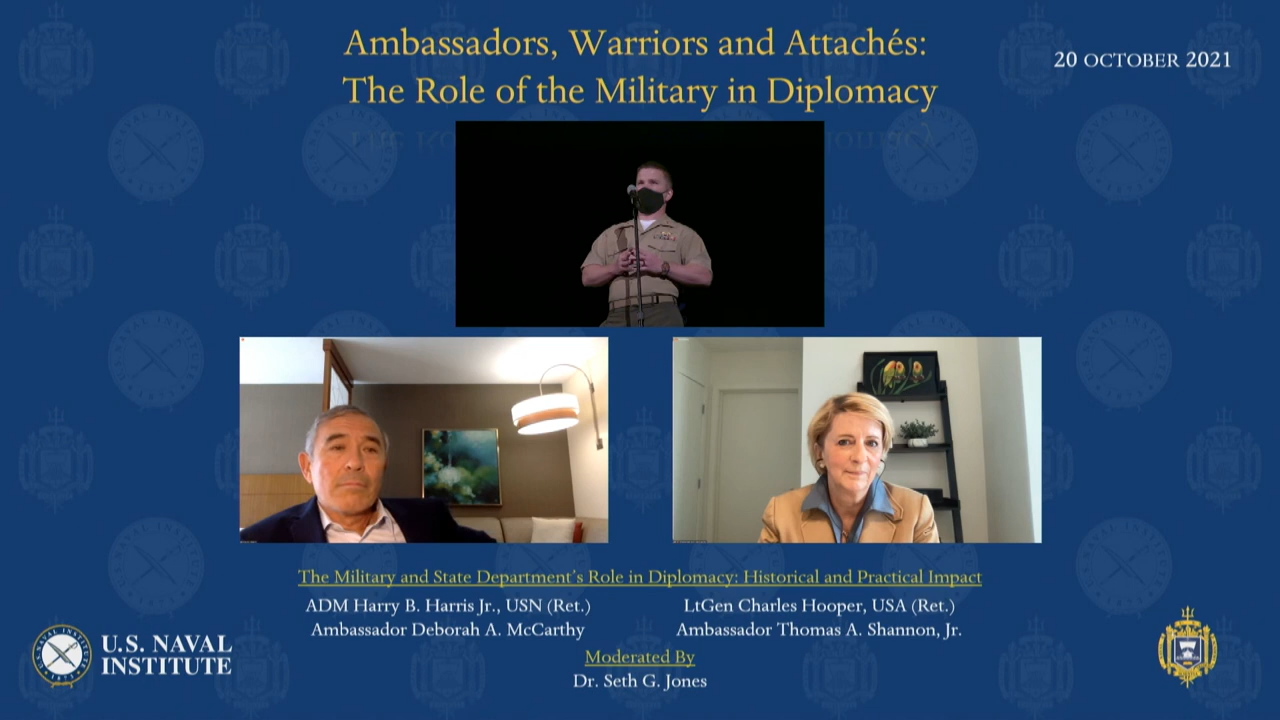 Ambassadors, Warriors and Attachés:
The Role of the Military in Diplomacy
20 OCTOBER 2021
The Military and State Department's Role in Diplomacy: Historical and Practical Impact
ADM Harry B. Harris Jr., USN (Ret.)
Ambassador Deborah A. McCarthy
LtGen Charles Hooper, USA (Ret.)
Ambassador Thomas A. Shannon, Jr.
Moderated By
Dr. Seth G. Jones
U.S. NAVAL
INSTITUTE